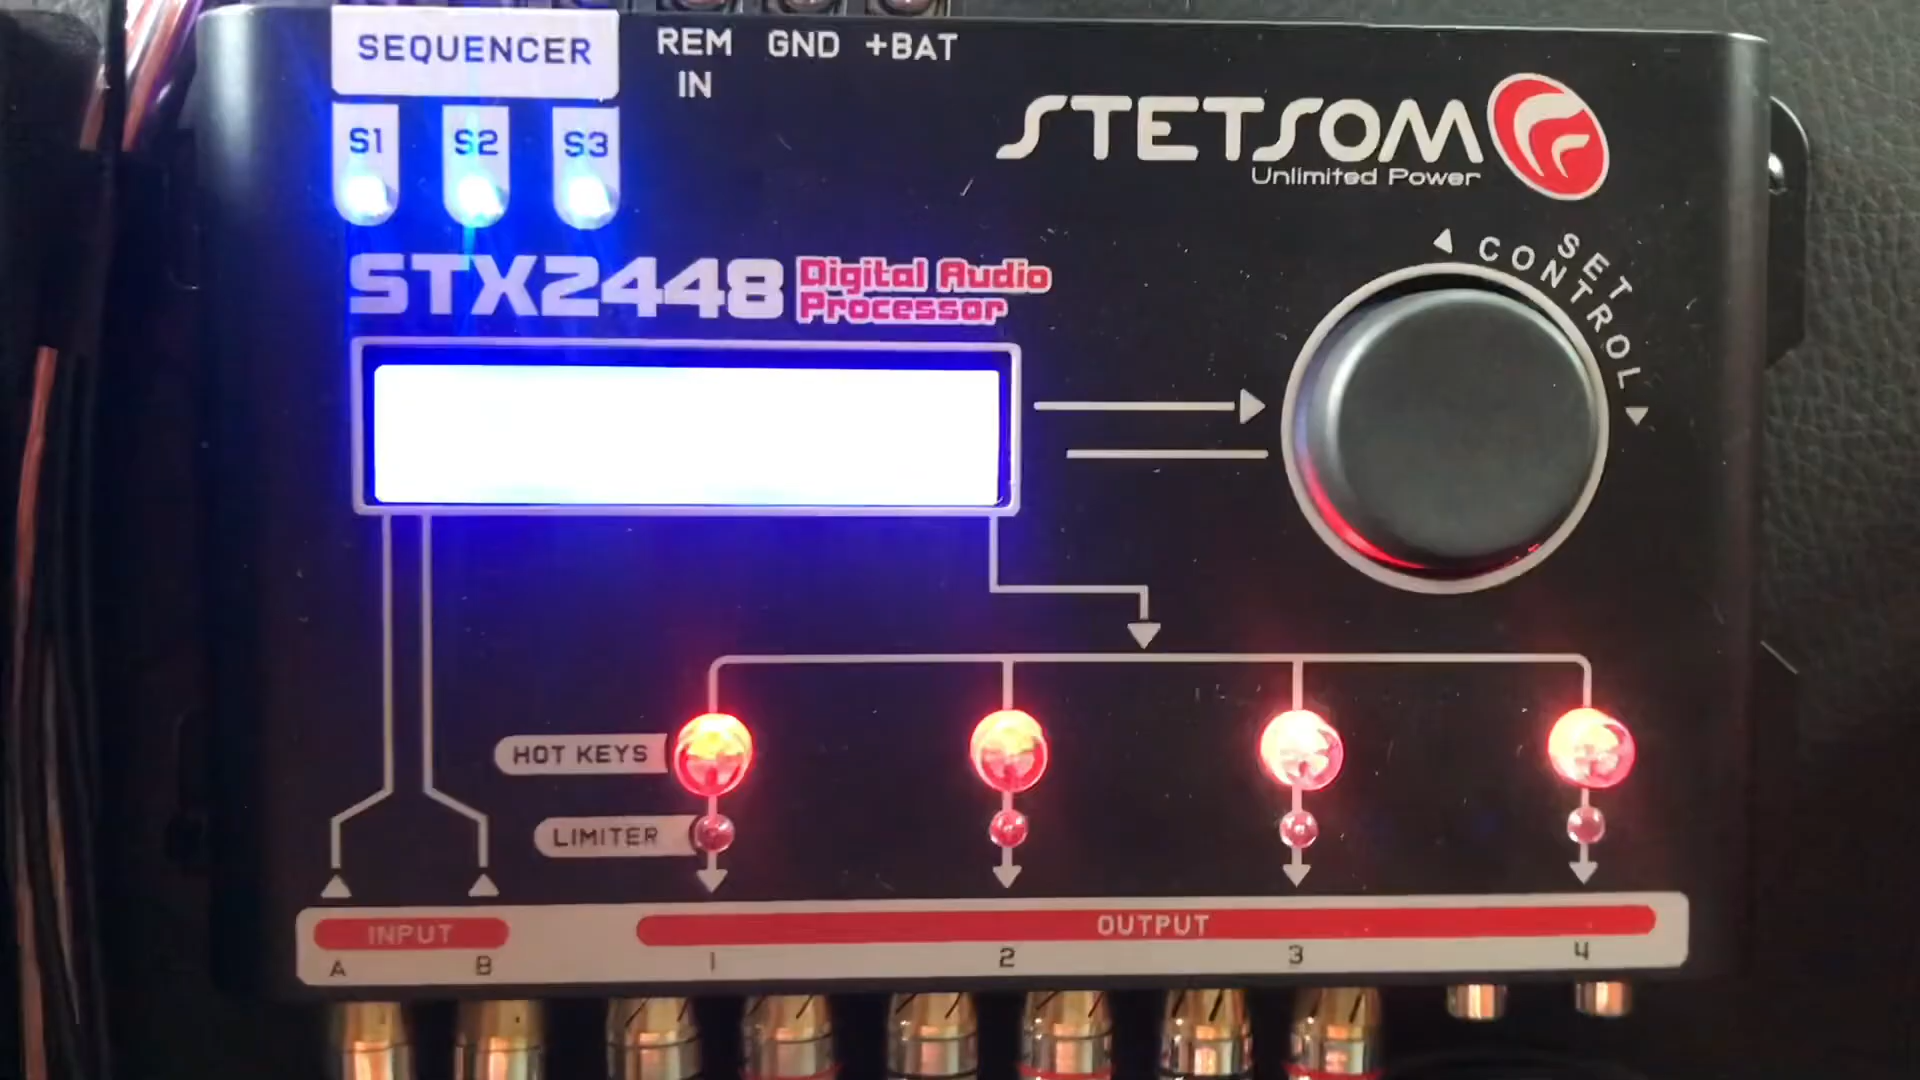 SEQUENCER
REM IN
GND
+BAT
S1
S2
S3
STETSOM
Unlimited Power
SET
CONTROL
STX2448
Digital Audio
Processor
HOT KEYS
LIMITER
INPUT
OUTPUT
A
B
1
2
3
4